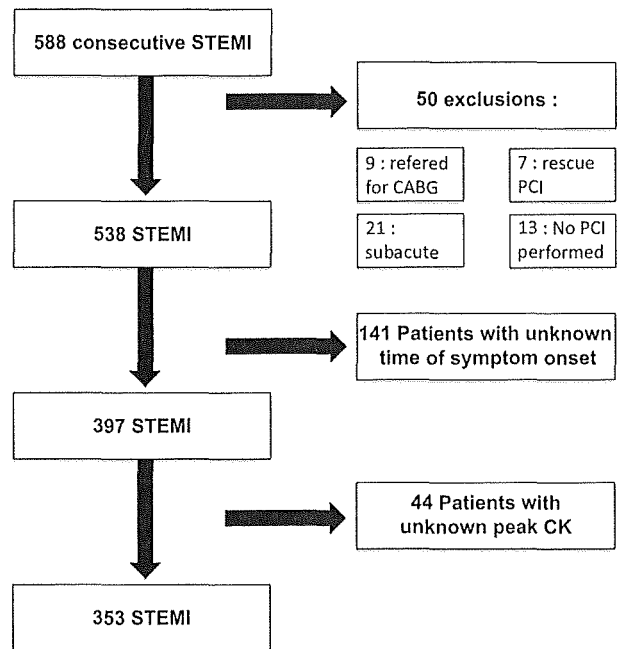 588 consecutive STEMI
50 exclusions :
9 : refered
for CABG
7 : rescue
PCI
21 :
subacute
13 : No PCI
performed
538 STEMI
141 Patients with unknown
time of symptom onset
397 STEMI
44 Patients with
unknown peak CK
353 STEMI